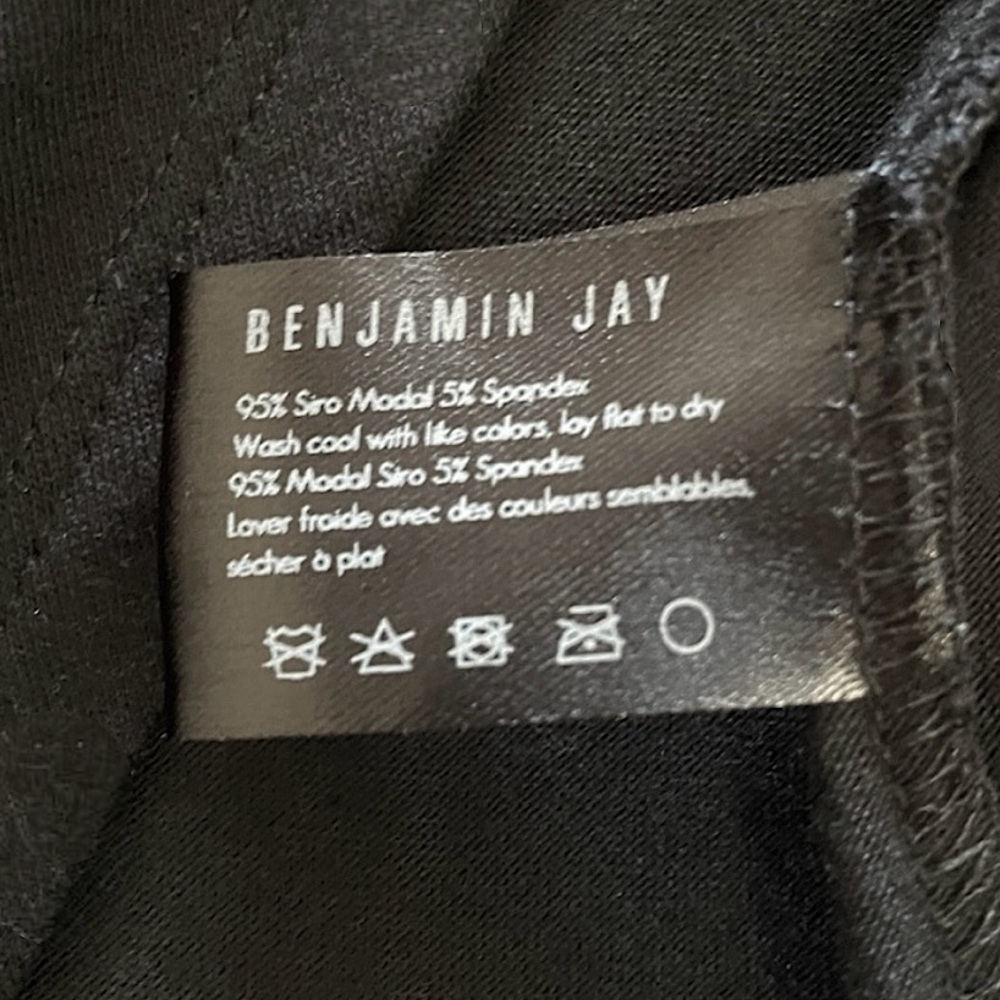 BENJAMIN JAY
95% Siro Modal 5% Spandex
Wash cool with like colors, lay flat to dry
95% Modal Siro 5% Spandex
Laver froide avec des couleurs semblables,
sécher à plat